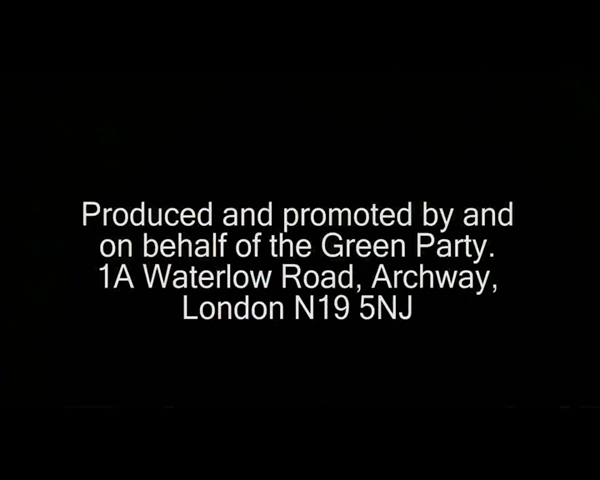 Produced and promoted by and
on behalf of the Green Party.
1A Waterlow Road, Archway,
London N19 5NJ